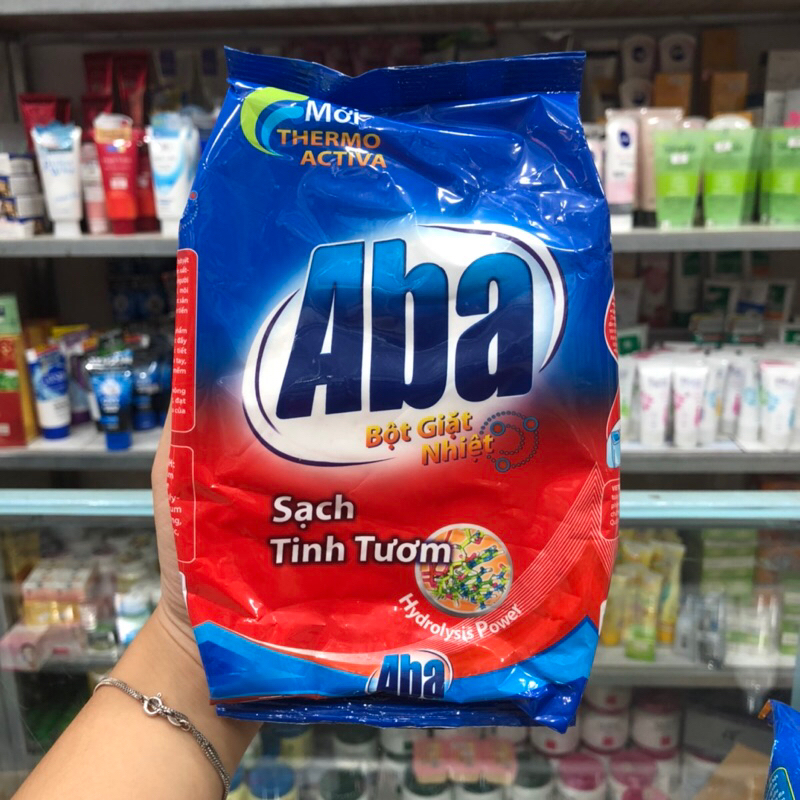 Mới
THERMO
ACTIVA
Aba
Bột Giặt
Nhiệt
Sạch
Tinh Tươm
Hydrolysis Power
Aba